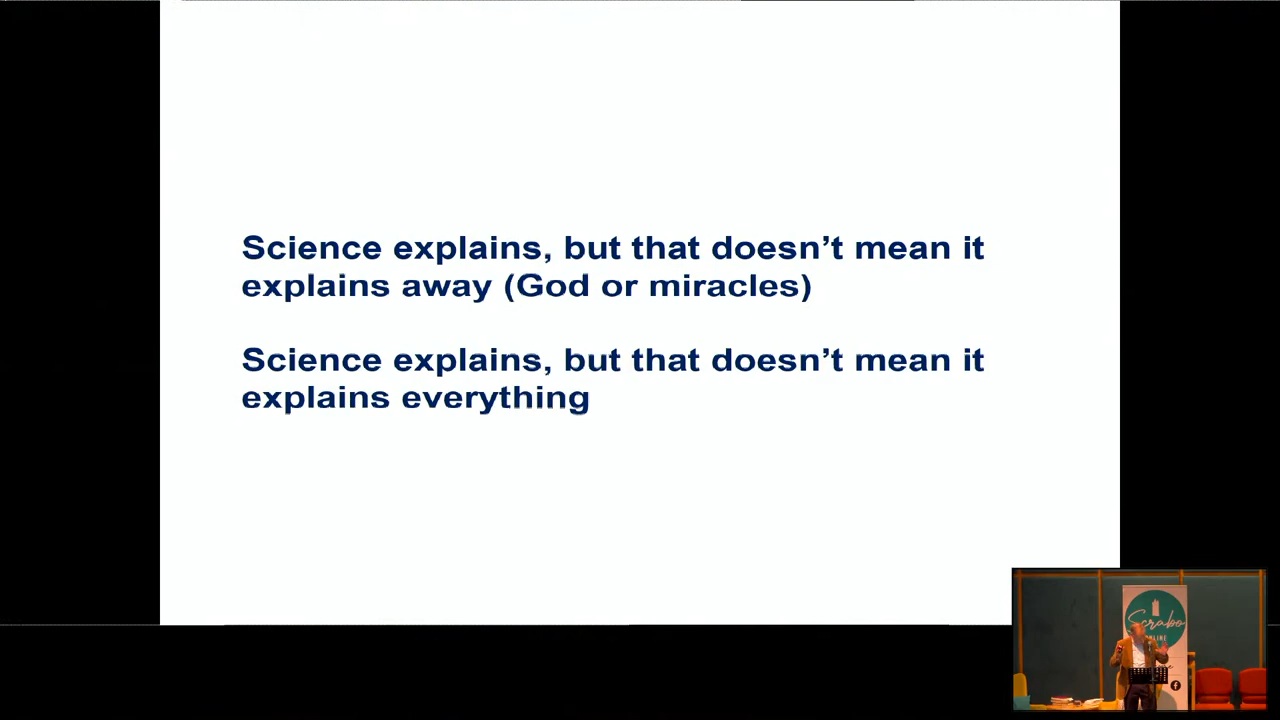 Science explains, but that doesn’t mean it
explains away (God or miracles)
Science explains, but that doesn’t mean it
explains everything
Scrabo